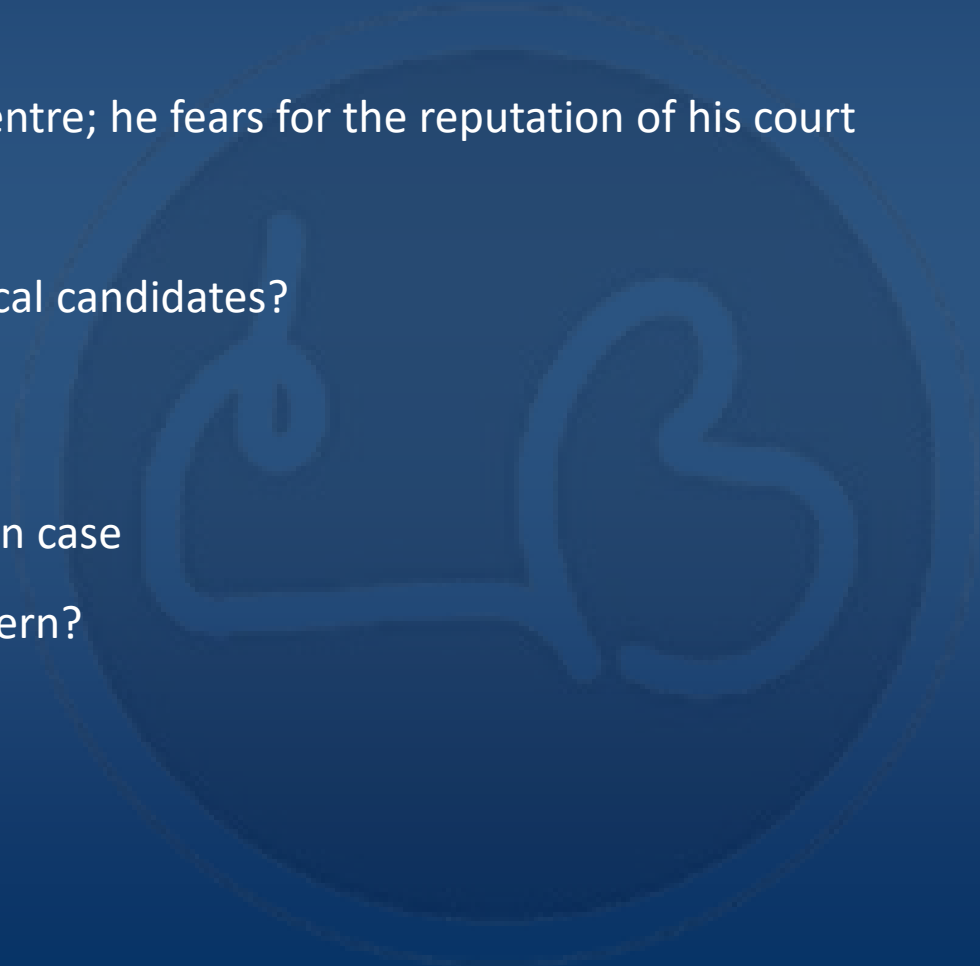 entre; he fears for the reputation of his court
cal candidates?
n case
ern?